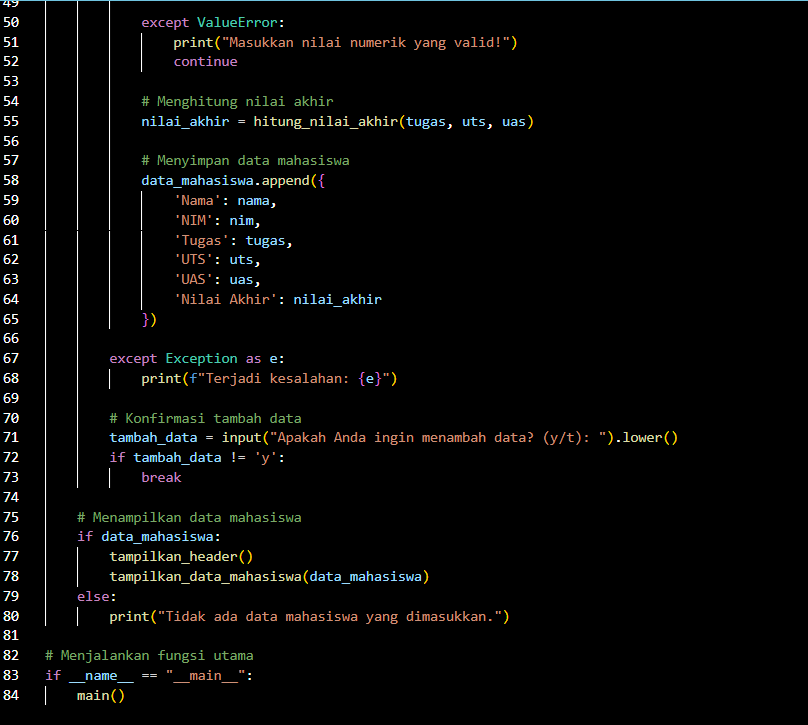 49
50 except ValueError:
51 print("Masukkan nilai numerik yang valid!")
52 continue
53
54 # Menghitung nilai akhir
55 nilai_akhir = hitung_nilai_akhir(tugas, uts, uas)
56
57 # Menyimpan data mahasiswa
58 data_mahasiswa.append({
59 'Nama': nama,
60 'NIM': nim,
61 'Tugas': tugas,
62 'UTS': uts,
63 'UAS': uas,
64 'Nilai Akhir': nilai_akhir
65 })
66
67 except Exception as e:
68 print(f"Terjadi kesalahan: {e}")
69
70 # Konfirmasi tambah data
71 tambah_data = input("Apakah Anda ingin menambah data? (y/t): ").lower()
72 if tambah_data != 'y':
73 break
74
75 # Menampilkan data mahasiswa
76 if data_mahasiswa:
77 tampilkan_header()
78 tampilkan_data_mahasiswa(data_mahasiswa)
79 else:
80 print("Tidak ada data mahasiswa yang dimasukkan.")
81
82 # Menjalankan fungsi utama
83 if __name__ == "__main__":
84 main()